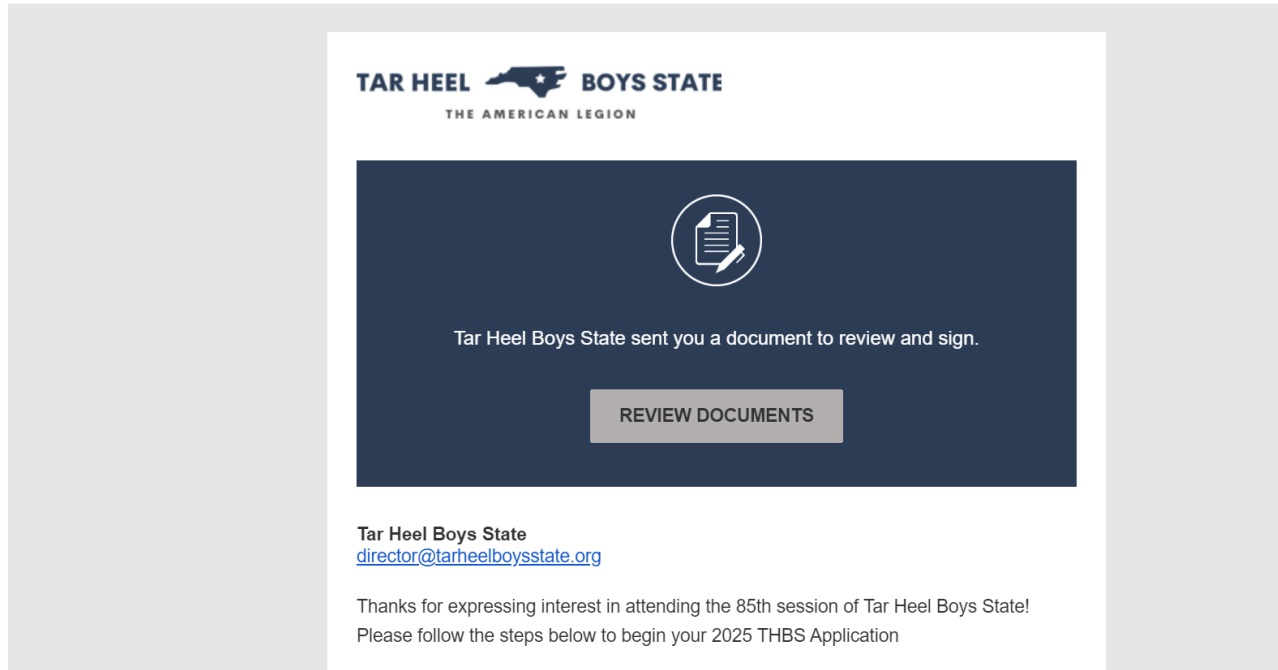 TAR HEEL BOYS STATE
THE AMERICAN LEGION
Tar Heel Boys State sent you a document to review and sign.
REVIEW DOCUMENTS
Tar Heel Boys State
director@tarheelboysstate.org
Thanks for expressing interest in attending the 85th session of Tar Heel Boys State!
Please follow the steps below to begin your 2025 THBS Application